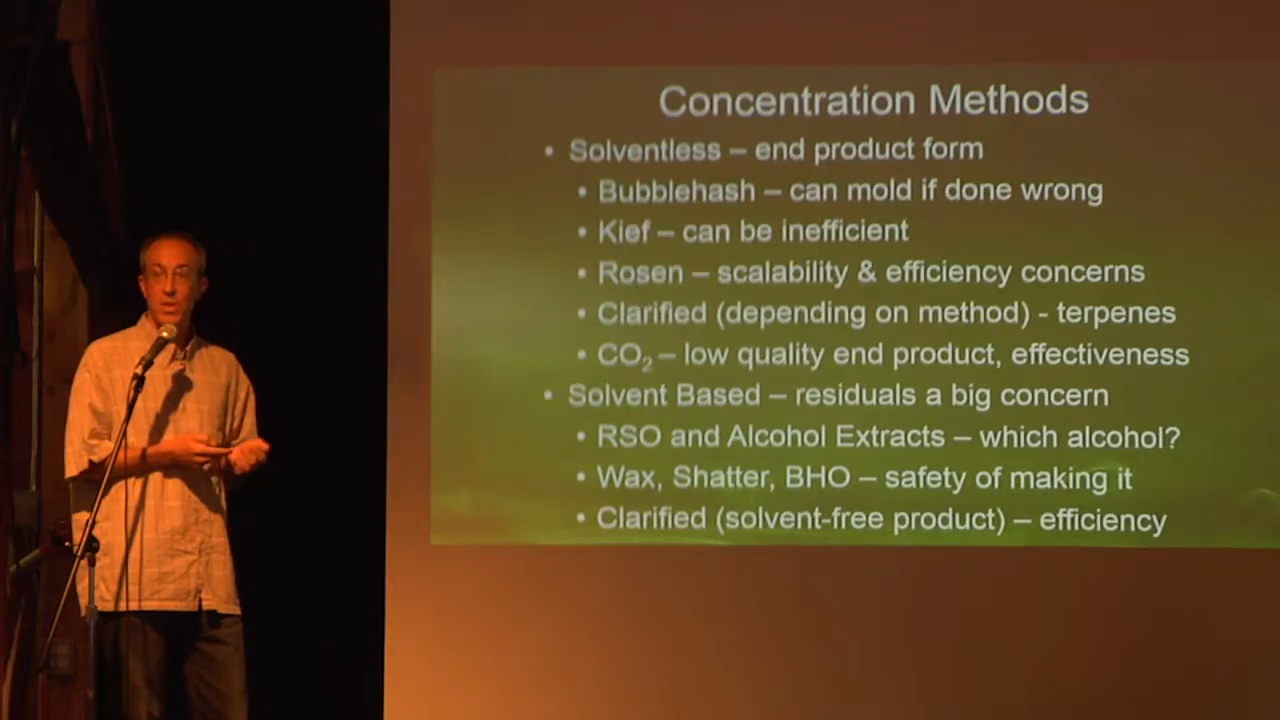 Concentration Methods
• Solventless – end product form
• Bubblehash – can mold if done wrong
• Kief – can be inefficient
• Rosen – scalability & efficiency concerns
• Clarified (depending on method) - terpenes
• CO₂ – low quality end product, effectiveness
• Solvent Based – residuals a big concern
• RSO and Alcohol Extracts – which alcohol?
• Wax, Shatter, BHO – safety of making it
• Clarified (solvent-free product) – efficiency